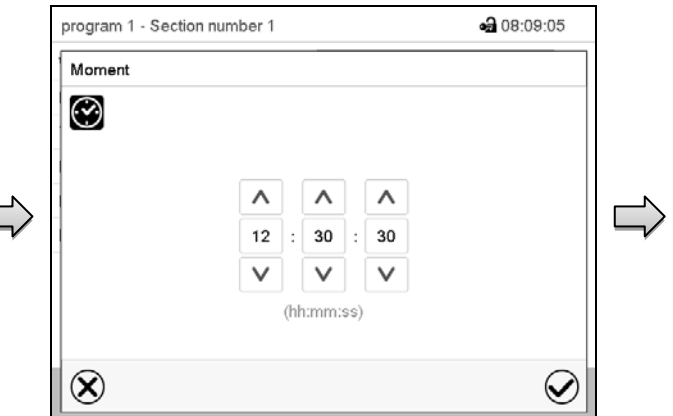 program 1 - Section number 1 08:09:05
Moment
12 : 30 : 30
(hh:mm:ss)